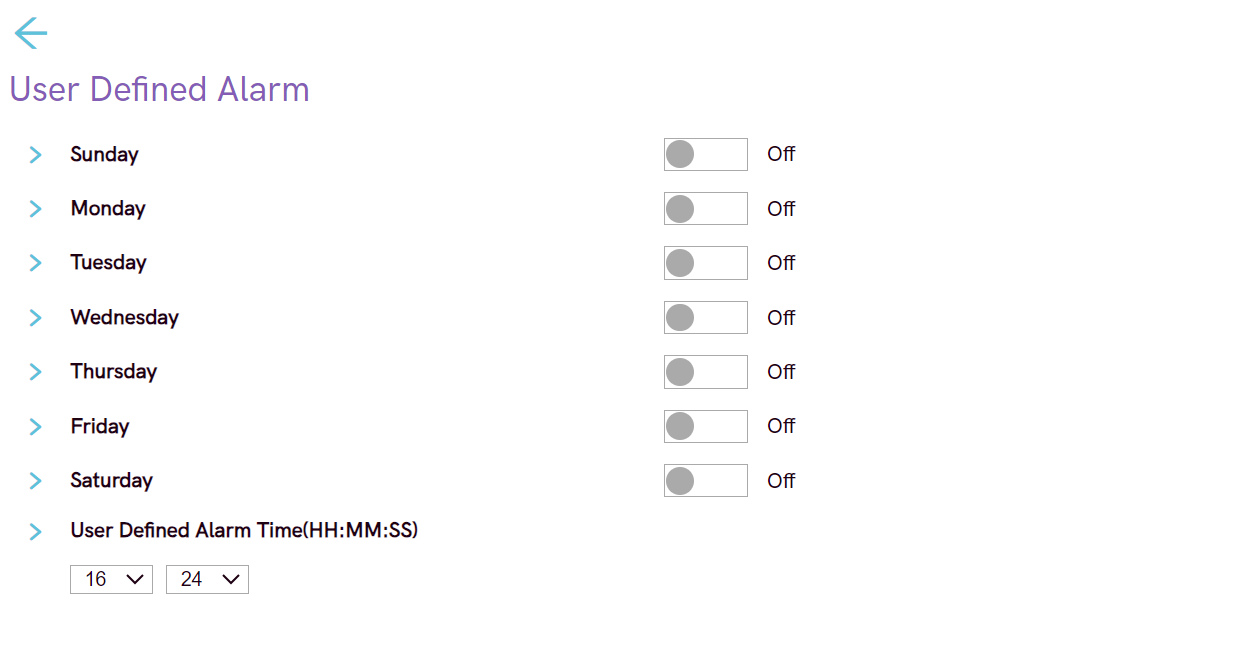 User Defined Alarm
Sunday Off
Monday Off
Tuesday Off
Wednesday Off
Thursday Off
Friday Off
Saturday Off
User Defined Alarm Time(HH:MM:SS)
16 24